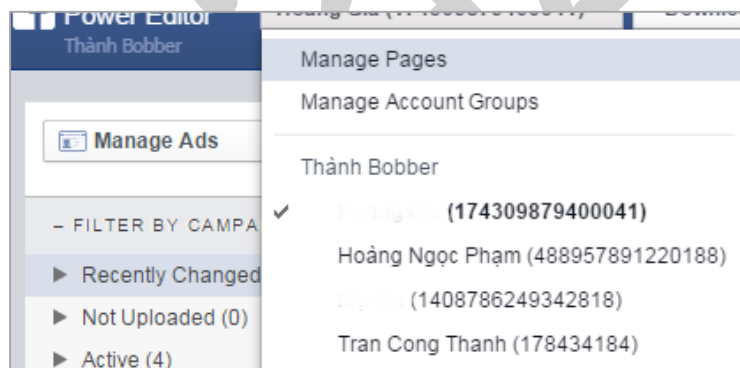 Power Editor
Thành Bobber
Manage Pages
Manage Account Groups
Manage Ads
Thành Bobber
(174309879400041)
– FILTER BY CAMPA
Hoàng Ngọc Phạm (488957891220188)
Recently Changed
(1408786249342818)
Not Uploaded (0)
Tran Cong Thanh (178434184)
Active (4)